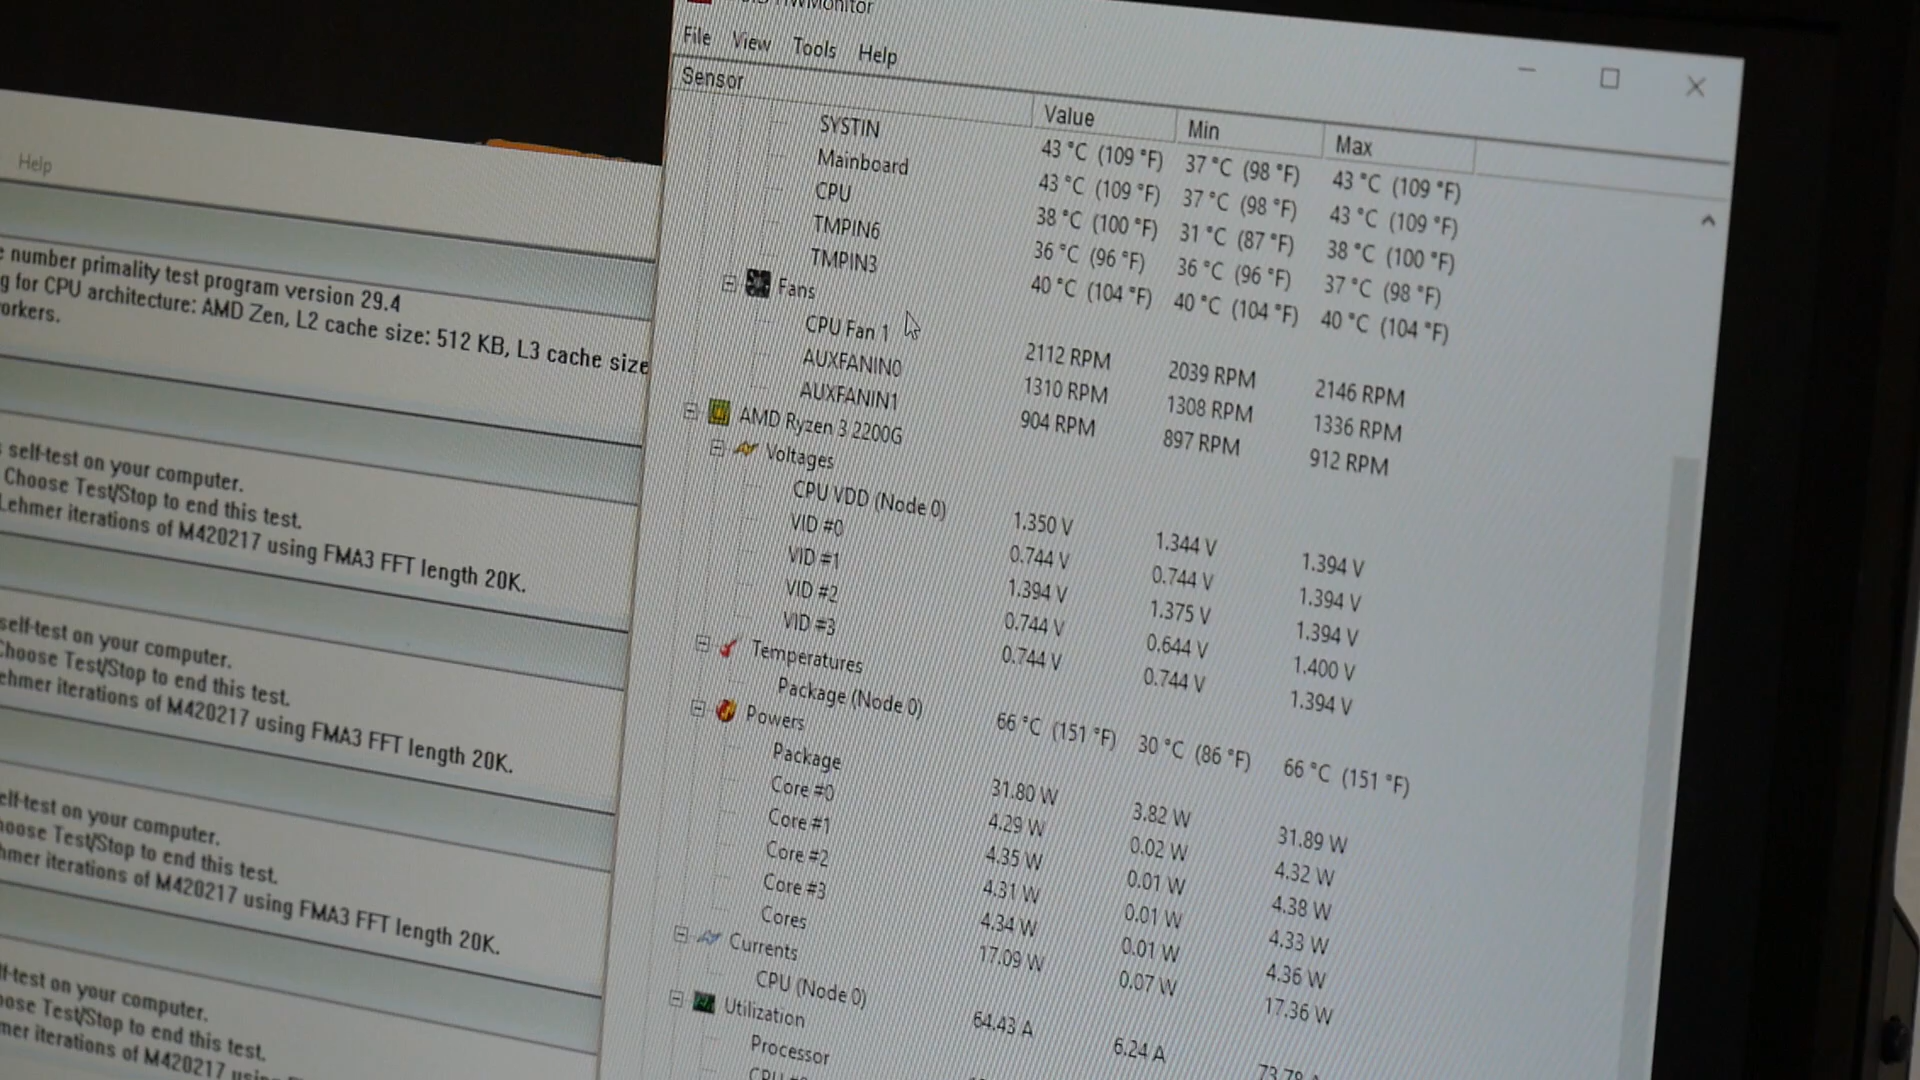 HWMonitor
File View Tools Help
Sensor Value Min Max
SYSTIN 43 °C (109 °F) 37 °C (98 °F) 43 °C (109 °F)
Mainboard 43 °C (109 °F) 37 °C (98 °F) 43 °C (109 °F)
CPU 38 °C (100 °F) 31 °C (87 °F) 38 °C (100 °F)
TMPIN6 36 °C (96 °F) 36 °C (96 °F) 37 °C (98 °F)
TMPIN3 40 °C (104 °F) 40 °C (104 °F) 40 °C (104 °F)
Fans
CPU Fan 1 2112 RPM 2039 RPM 2146 RPM
AUXFANIN0 1310 RPM 1308 RPM 1336 RPM
AUXFANIN1 904 RPM 897 RPM 912 RPM
AMD Ryzen 3 2200G
Voltages
CPU VDD (Node 0) 1.350 V 1.344 V 1.394 V
VID #0 0.744 V 0.744 V 1.394 V
VID #1 1.394 V 1.375 V 1.394 V
VID #2 0.744 V 0.644 V 1.400 V
VID #3 0.744 V 0.744 V 1.394 V
Temperatures
Package (Node 0) 66 °C (151 °F) 30 °C (86 °F) 66 °C (151 °F)
Powers
Package 31.80 W 3.82 W 31.89 W
Core #0 4.29 W 0.02 W 4.32 W
Core #1 4.35 W 0.01 W 4.38 W
Core #2 4.31 W 0.01 W 4.33 W
Core #3 4.34 W 0.01 W 4.36 W
Cores 17.09 W 0.07 W 17.36 W
Currents
CPU (Node 0) 64.43 A 6.24 A 73.78 A
Utilization
Processor
Help
number primality test program version 29.4
g for CPU architecture: AMD Zen, L2 cache size: 512 KB, L3 cache size
orkers.
self-test on your computer.
Choose Test/Stop to end this test.
Lehmer iterations of M420217 using FMA3 FFT length 20K.
self-test on your computer.
Choose Test/Stop to end this test.
ehmer iterations of M420217 using FMA3 FFT length 20K.
elf-test on your computer.
hoose Test/Stop to end this test.
hmer iterations of M420217 using FMA3 FFT length 20K.
lf-test on your computer.
oose Test/Stop to end this test.
mer iterations of M420217